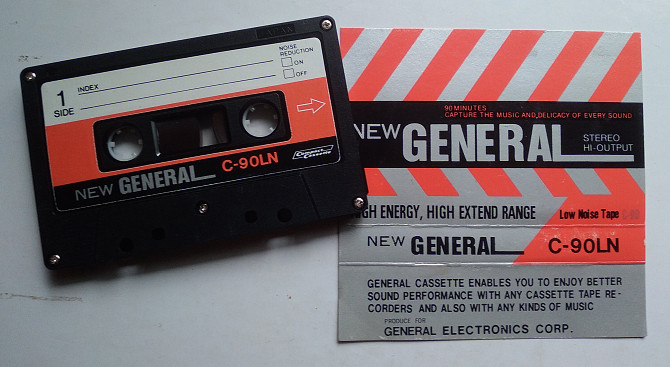 1
SIDE
INDEX
NOISE
REDUCTION
ON
OFF
NEW GENERAL C-90LN
Compact
Cassette
90 MINUTES
CAPTURE THE MUSIC AND,DELICACY OF EVERY SOUND
NEW GENERAL
STEREO
HI-OUTPUT
ENERGY, HIGH EXTEND RANGE Low Noise Tape
NEW GENERAL C-90LN
GENERAL CASSETTE ENABLES YOU TO ENJOY BETTER
SOUND PERFORMANCE WITH ANY CASSETTE TAPE RE-
CORDERS AND ALSO WITH ANY KINDS OF MUSIC
PRODUCE FOR
GENERAL ELECTRONICS CORP.